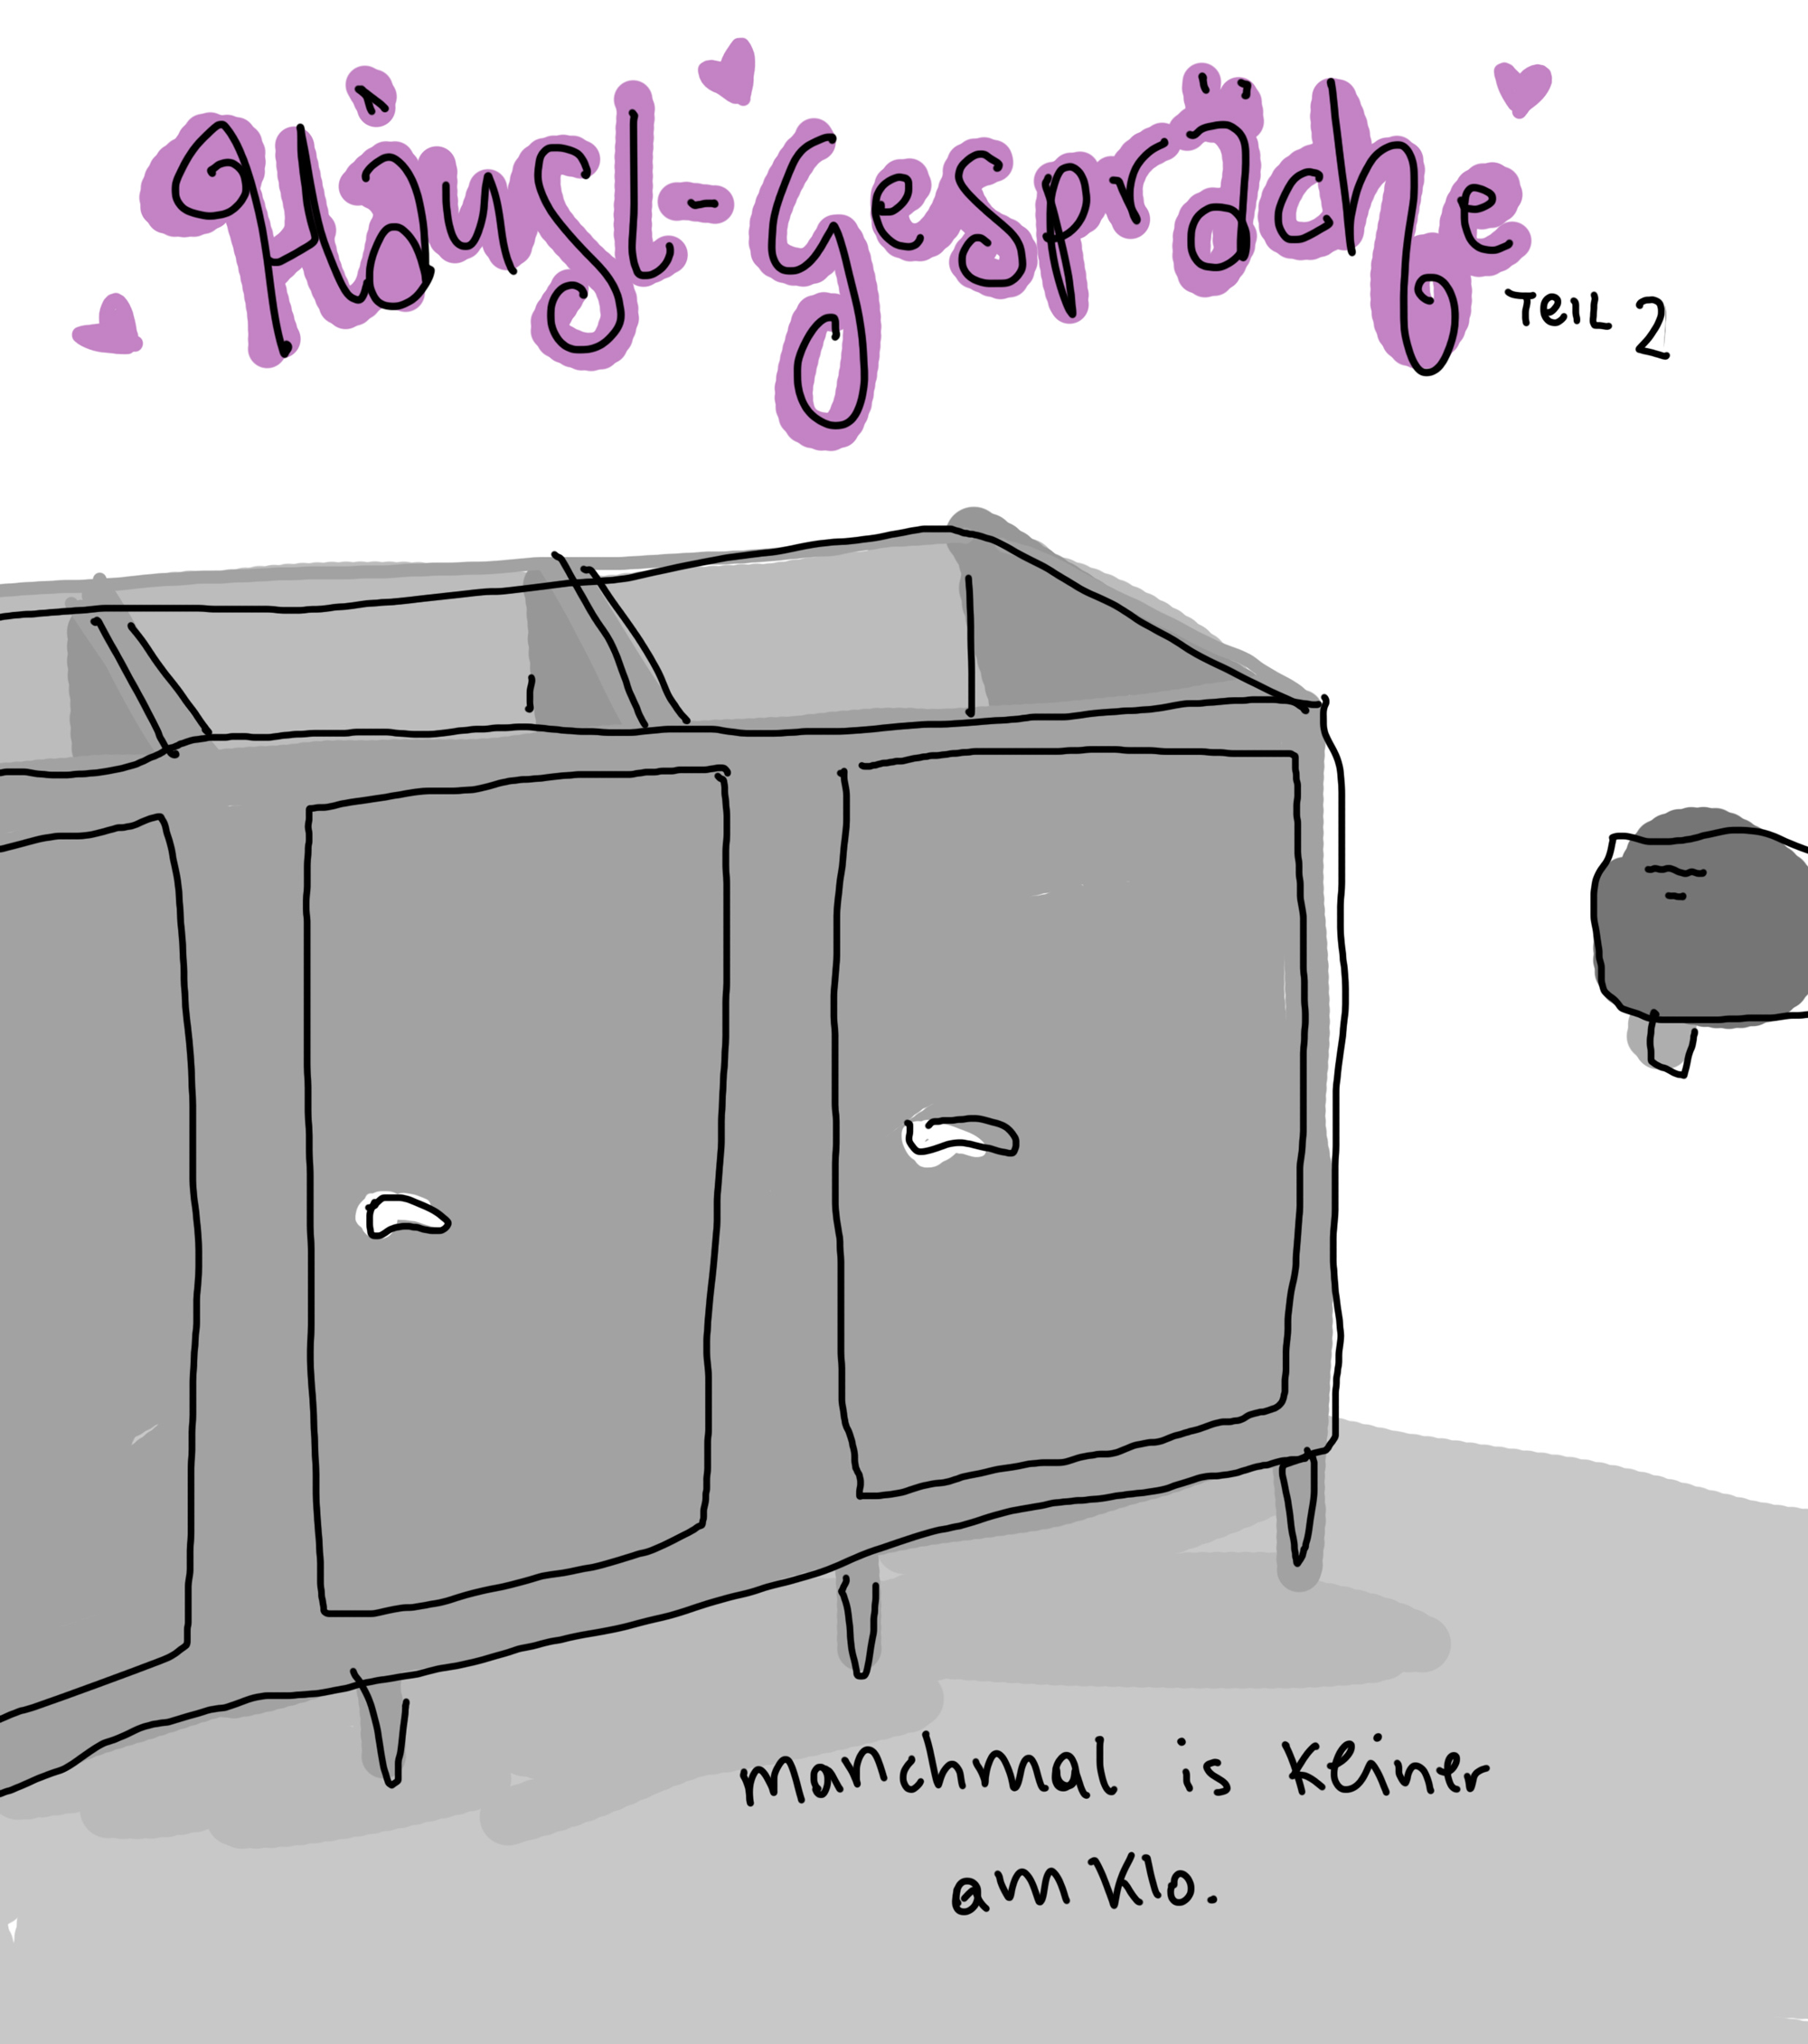 Häusl-gespräche
Teil 2
manchmal is Keiner
am Klo.